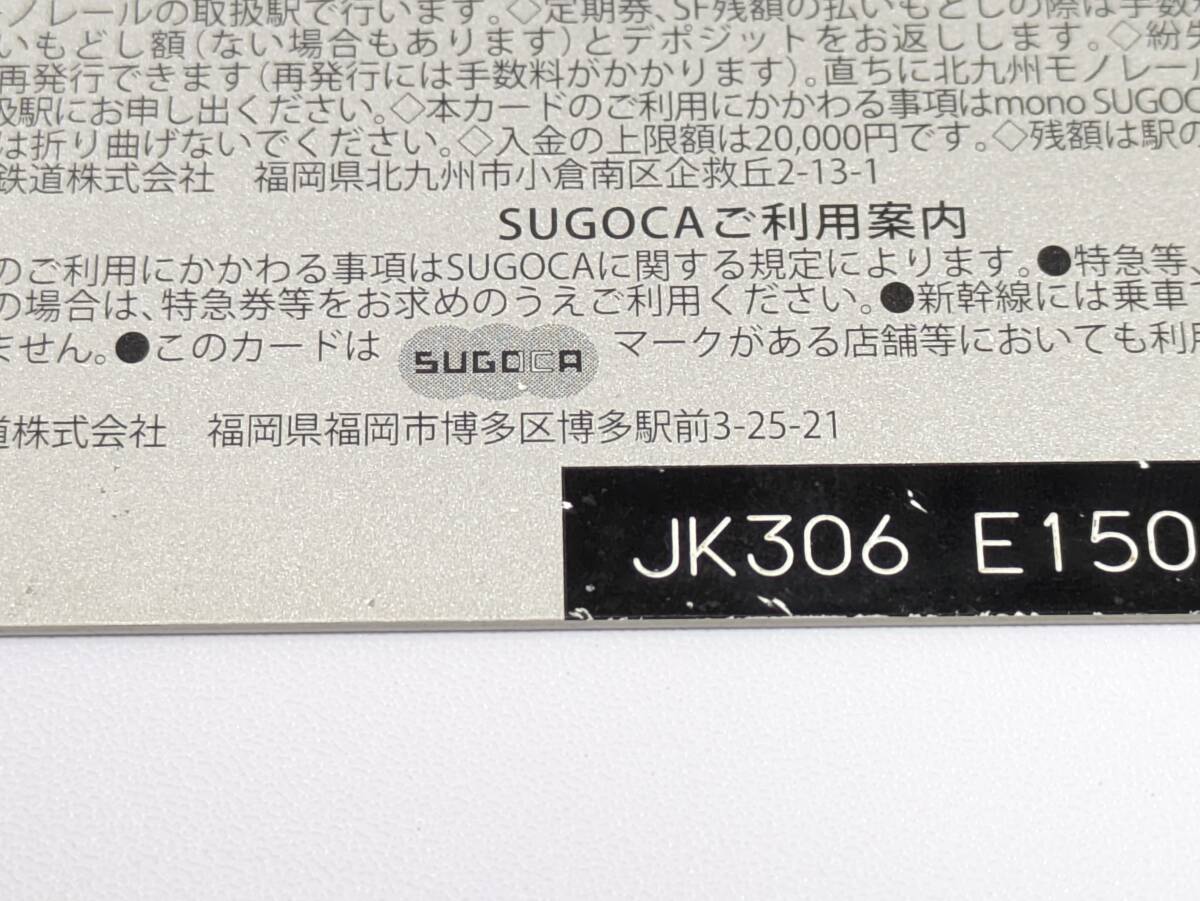 ノレールの取扱駅で行います。◇定期券、SF残額の払いもどしの際は手数
いもどし額(ない場合もあります)とデポジットをお返しします。◇紛失
再発行できます(再発行には手数料がかかります)。直ちに北九州モノレール
扱駅にお申し出ください。◇本カードのご利用にかかわる事項はmono SUGOC
は折り曲げないでください。◇入金の上限額は20,000円です。◇残額は駅の
鉄道株式会社 福岡県北九州市小倉南区企救丘2-13-1
SUGOCAご利用案内
のご利用にかかわる事項はSUGOCAに関する規定によります。●特急等、
の場合は、特急券等をお求めのうえご利用ください。●新幹線には乗車
ません。●このカードは SUGOCA マークがある店舗等においても利用
道株式会社 福岡県福岡市博多区博多駅前3-25-21
JK306 E150